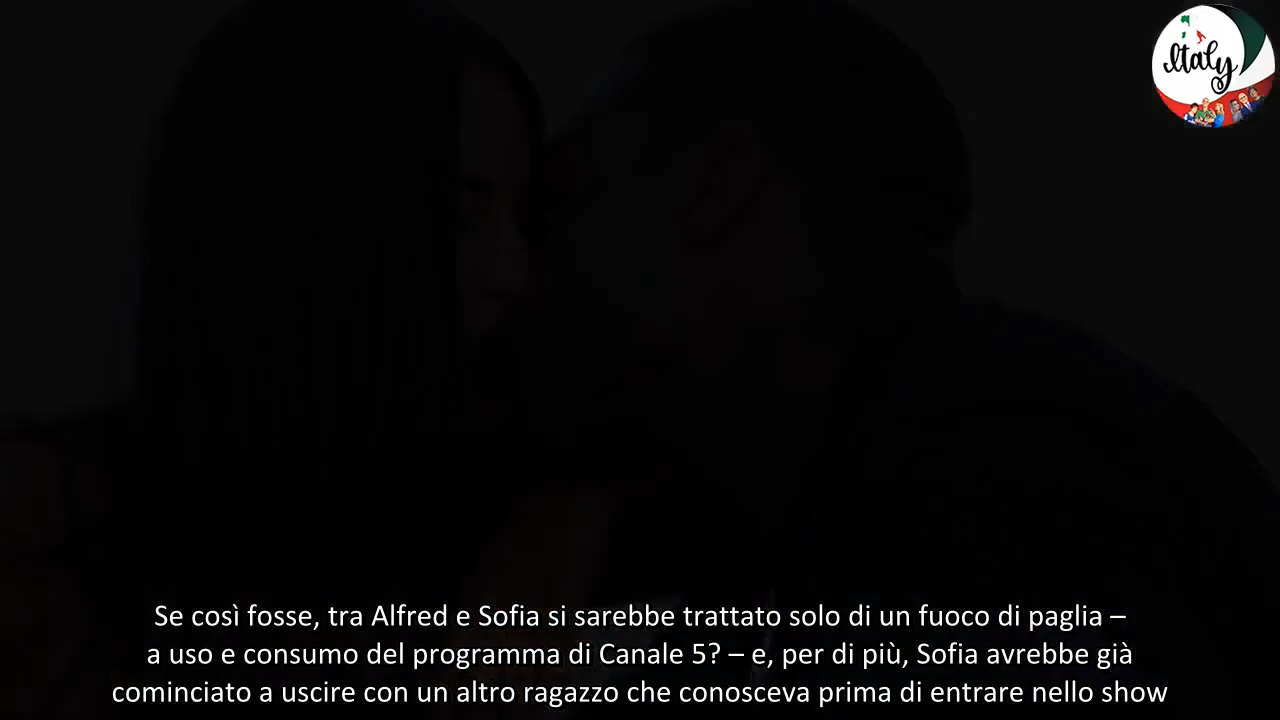 Italy
Se così fosse, tra Alfred e Sofia si sarebbe trattato solo di un fuoco di paglia –
a uso e consumo del programma di Canale 5? – e, per di più, Sofia avrebbe già
cominciato a uscire con un altro ragazzo che conosceva prima di entrare nello show